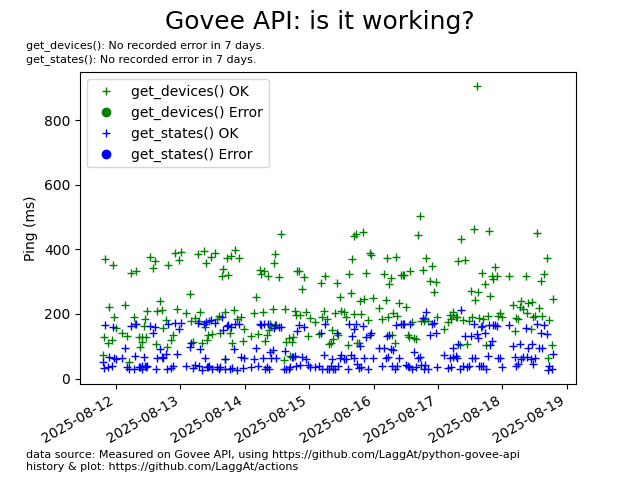 Govee API: is it working?
get_devices(): No recorded error in 7 days.
get_states(): No recorded error in 7 days.
get_devices() OK
get_devices() Error
get_states() OK
get_states() Error
Ping (ms)
800
600
400
200
0
2025-08-12
2025-08-13
2025-08-14
2025-08-15
2025-08-16
2025-08-17
2025-08-18
2025-08-19
data source: Measured on Govee API, using https://github.com/LaggAt/python-govee-api
history & plot: https://github.com/LaggAt/actions